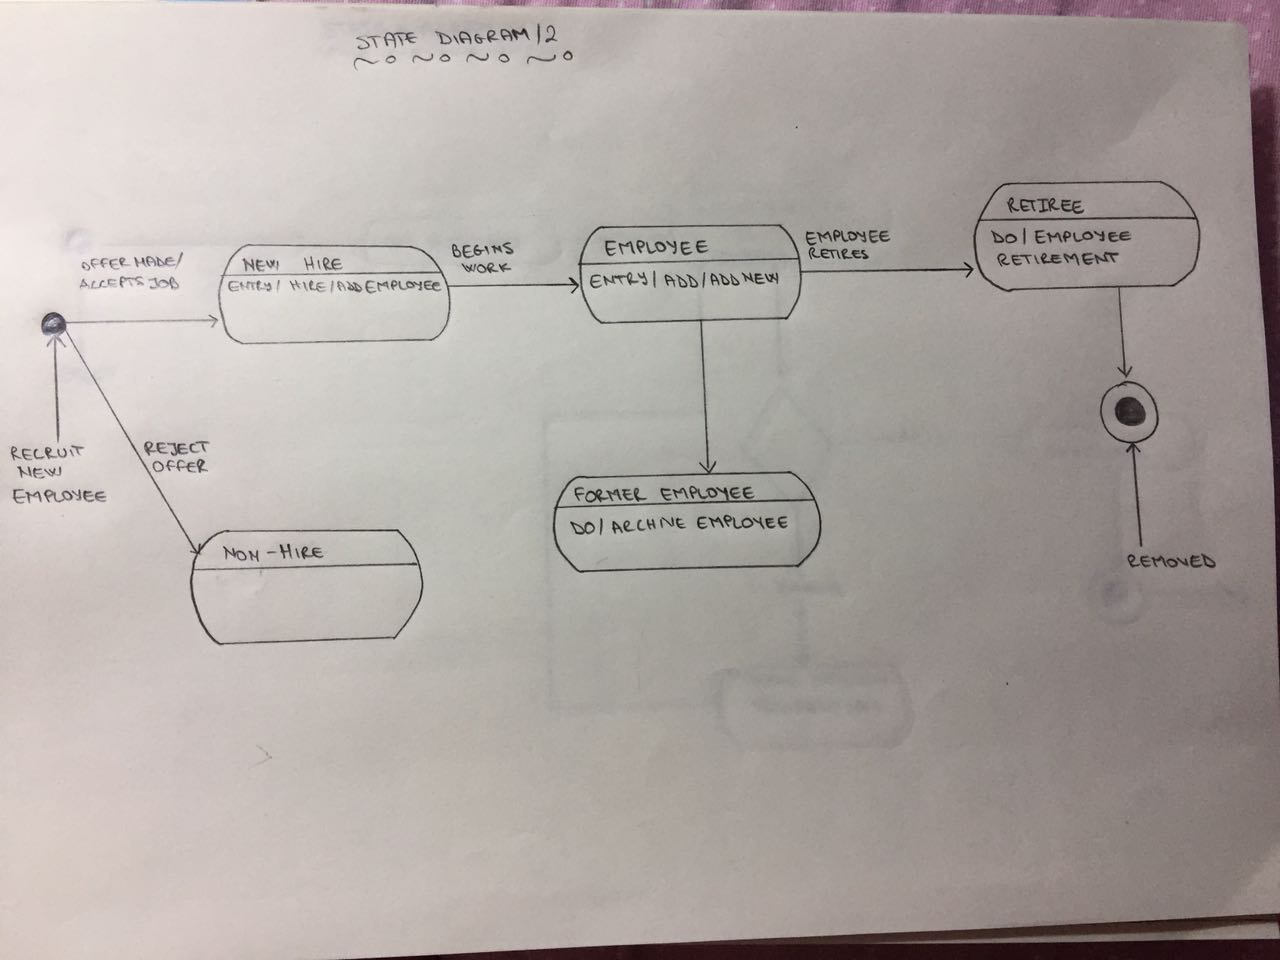 STATE DIAGRAM/2
OFFER MADE/
ACCEPTS JOB
NEW HIRE
ENTRY/ HIRE/ADD EMPLOYEE
BEGINS
WORK
EMPLOYEE
ENTRY/ADD/ADD NEW
EMPLOYEE
RETIRES
RETIREE
DO/EMPLOYEE
RETIREMENT
RECRUIT
NEW
EMPLOYEE
REJECT
OFFER
NON-HIRE
FORMER EMPLOYEE
DO/ARCHIVE EMPLOYEE
REMOVED